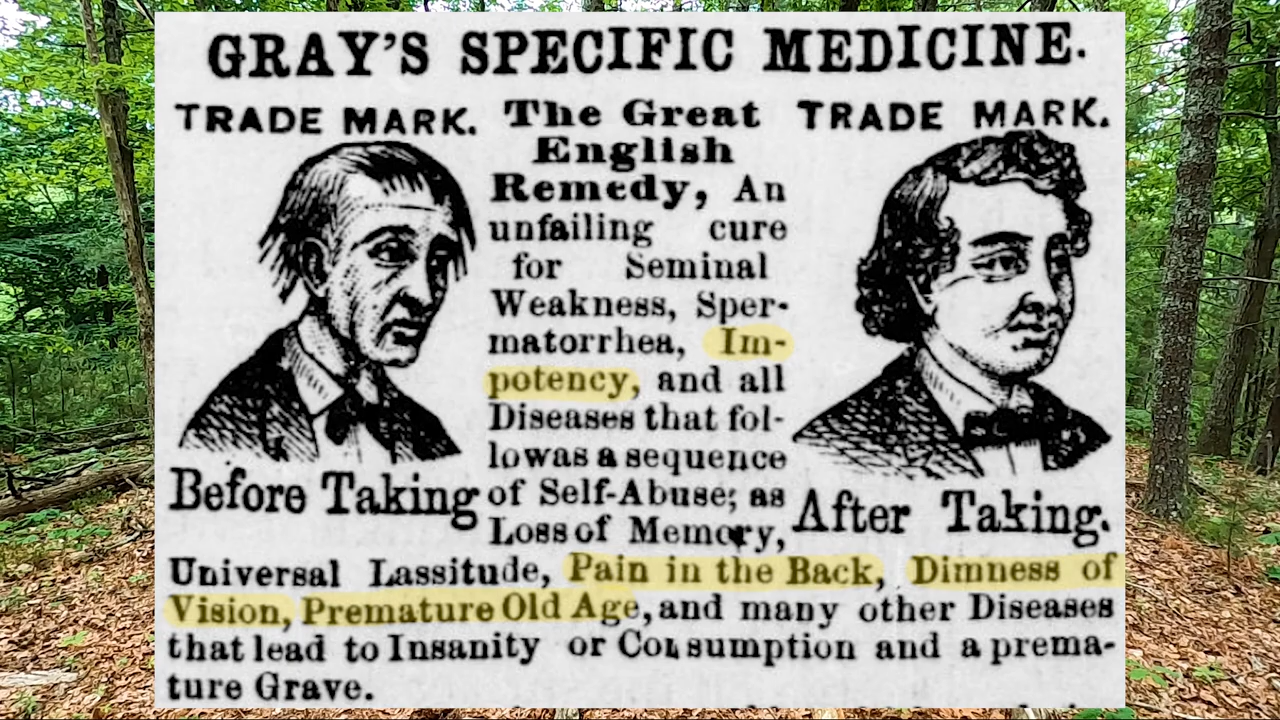 GRAY'S SPECIFIC MEDICINE.
TRADE MARK. The Great TRADE MARK.
English
Remedy, An
unfailing cure
for Seminal
Weakness, Sper-
matorrhea, Im-
potency, and all
Diseases that fol-
lowas a sequence
of Self-Abuse; as
Loss of Memory,
Before Taking
After Taking.
Universal Lassitude, Pain in the Back, Dimness of
Vision, Premature Old Age, and many other Diseases
that lead to Insanity or Consumption and a prema-
ture Grave.